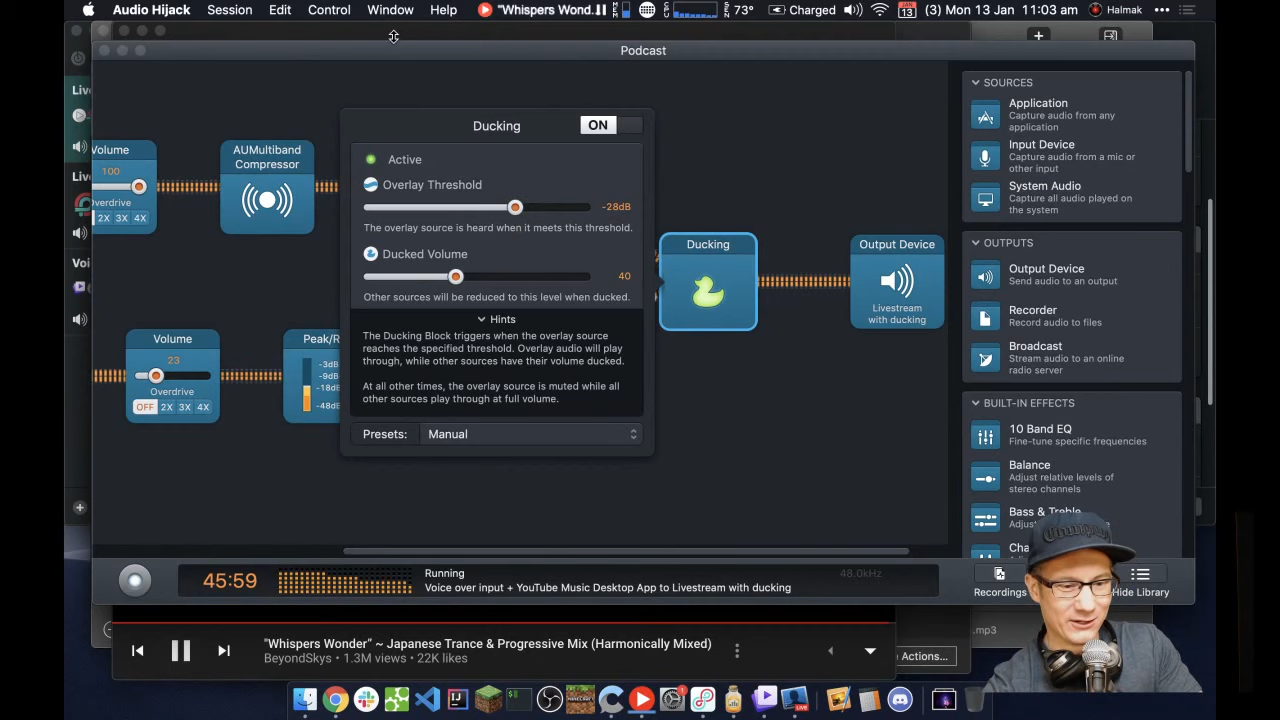 Audio Hijack Session Edit Control Window Help "Whispers Wond.. 73° Charged (3) Mon 13 Jan 11:03 am Halmak
JAN
13
Podcast
Live
Live
Voi
Volume
100
Overdrive
2X 3X 4X
AUMultiband
Compressor
Ducking
ON
Active
Overlay Threshold
-28dB
The overlay source is heard when it meets this threshold.
Ducked Volume
40
Other sources will be reduced to this level when ducked.
Hints
The Ducking Block triggers when the overlay source
reaches the specified threshold. Overlay audio will play
through, while other sources have their volume ducked.
At all other times, the overlay source is muted while all
other sources play through at full volume.
Presets: Manual
Volume
23
Overdrive
OFF 2X 3X 4X
Peak/R
-3dB
-9dB
-18dB
-48dB
Ducking
Output Device
Livestream
with ducking
SOURCES
Application
Capture audio from any
application
Input Device
Capture audio from a mic or
other input
System Audio
Capture all audio played on
the system
OUTPUTS
Output Device
Send audio to an output
Recorder
Record audio to files
Broadcast
Stream audio to an online
radio server
BUILT-IN EFFECTS
10 Band EQ
Fine-tune specific frequencies
Balance
Adjust relative levels of
stereo channels
Bass & Treble
Adjus
Cha
45:59
Running
48.0kHz
Voice over input + YouTube Music Desktop App to Livestream with ducking
Recordings
Hide Library
.mp3
"Whispers Wonder" ~ Japanese Trance & Progressive Mix (Harmonically Mixed)
BeyondSkys • 1.3M views • 22K likes
Actions...